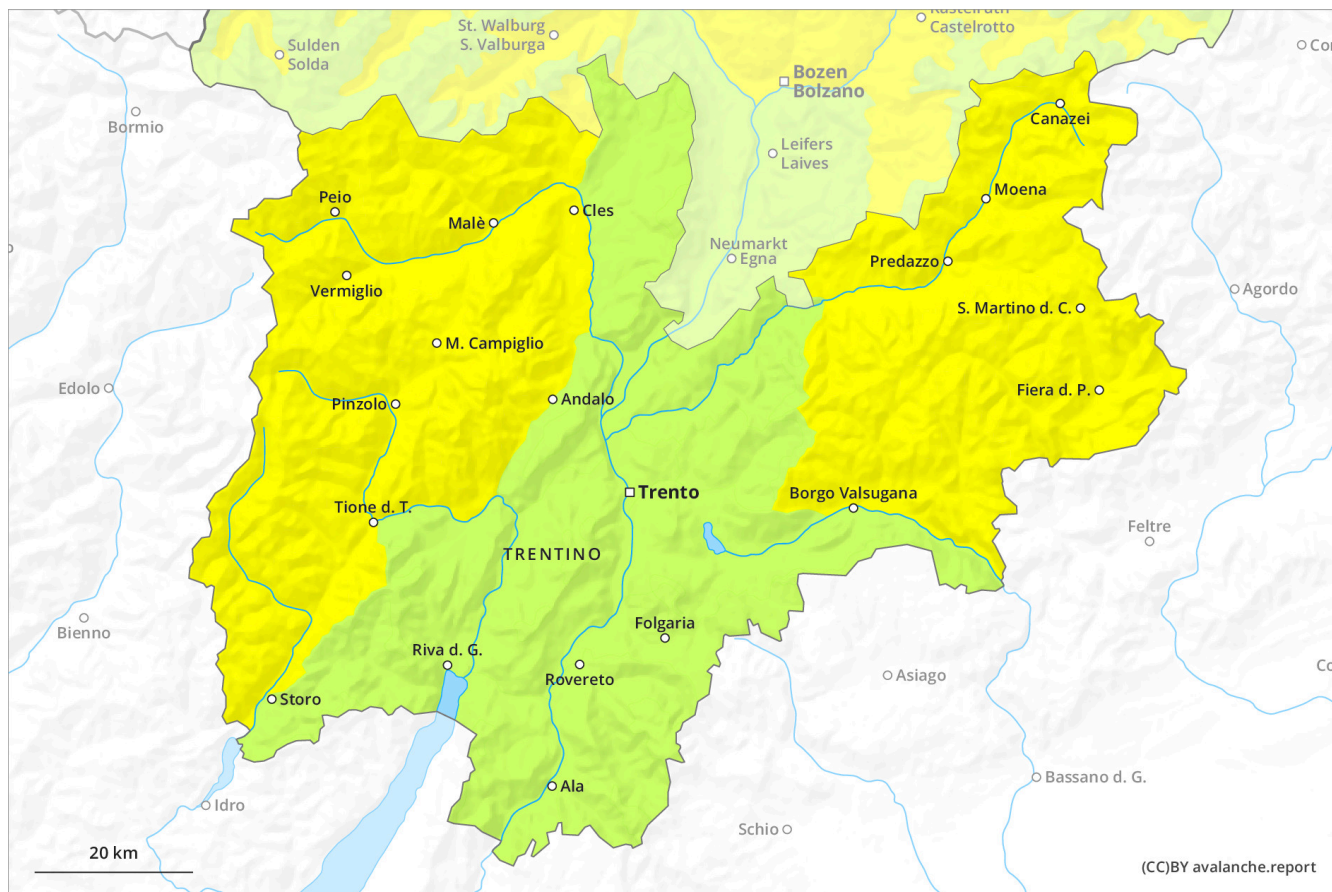 Kastelruth
Castelrotto
St. Walburg
S. Valburga
Sulden
Solda
Bozen
Bolzano
Canazei
Bormio
Leifers
Laives
Moena
Peio
Malè
Cles
Neumarkt
Egna
Predazzo
Vermiglio
Agordo
S. Martino d. C.
M. Campiglio
Edolo
Pinzolo
Andalo
Fiera d. P.
Trento
Borgo Valsugana
Tione d. T.
Feltre
TRENTINO
Bienno
Folgaria
Riva d. G.
Rovereto
Asiago
Storo
Bassano d. G.
Ala
Idro
Schio
20 km
(CC)BY avalanche.report